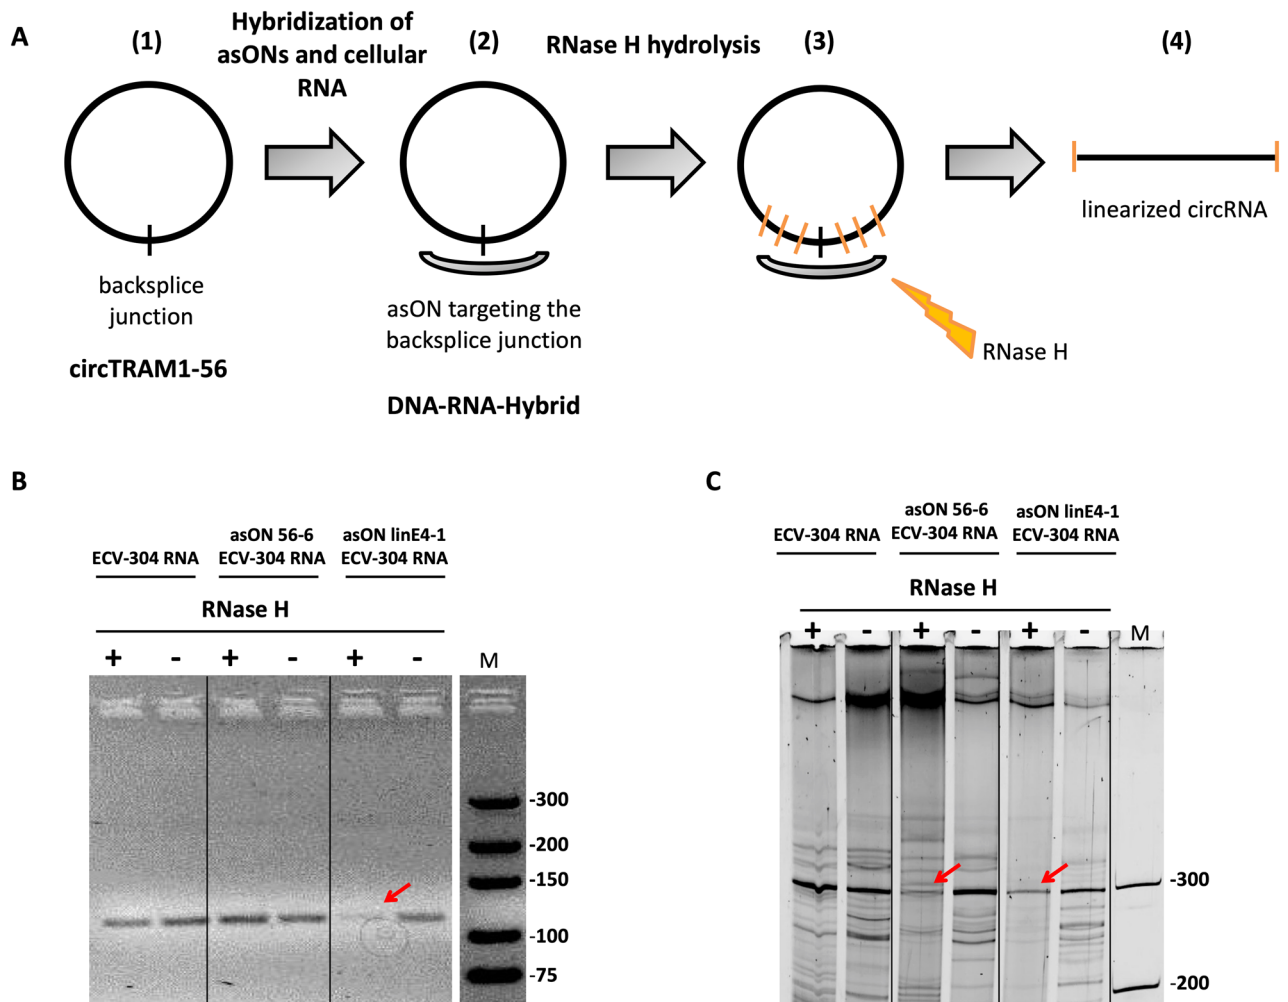 A
(1)
Hybridization of
asONs and cellular
RNA
(2)
RNase H hydrolysis
(3)
(4)
backsplice
junction
circTRAM1-56
asON targeting the
backsplice junction
DNA-RNA-Hybrid
RNase H
linearized circRNA
B
ECV-304 RNA
asON 56-6
ECV-304 RNA
asON linE4-1
ECV-304 RNA
RNase H
+ - + - + - M
-300
-200
-150
-100
-75
C
ECV-304 RNA
asON 56-6
ECV-304 RNA
asON linE4-1
ECV-304 RNA
RNase H
+ - + - + - M
-300
-200